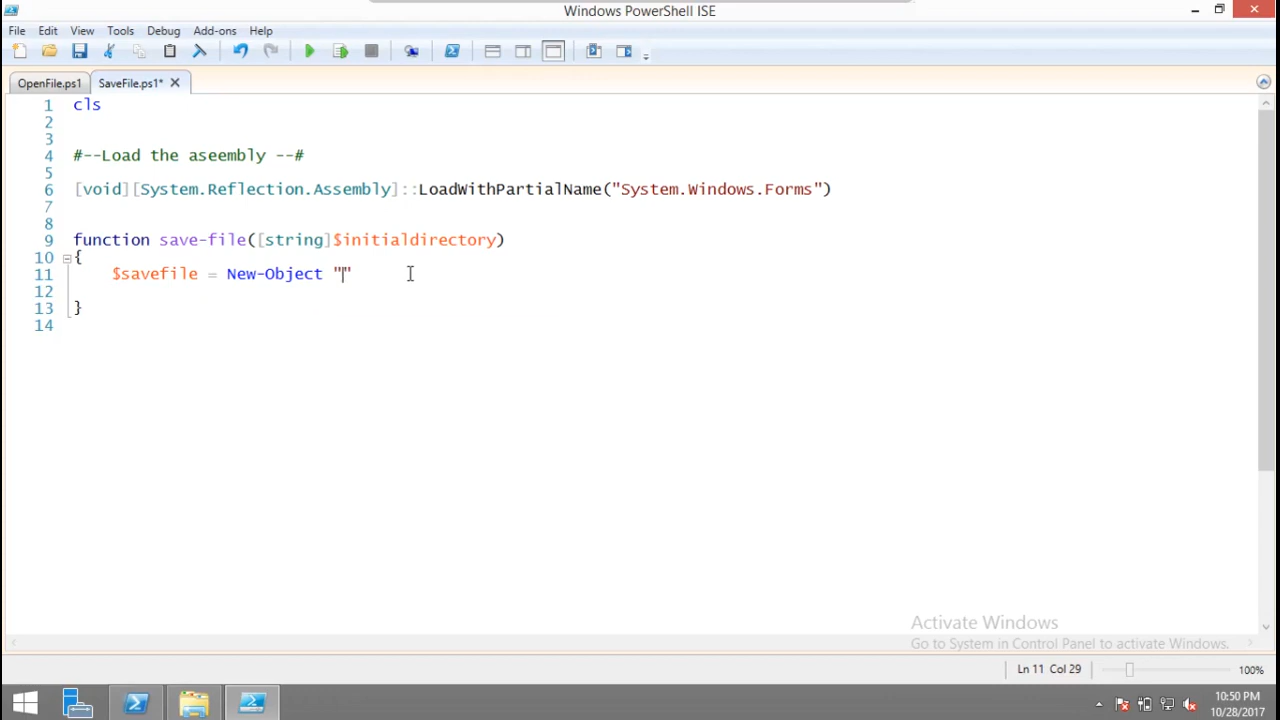 Windows PowerShell ISE
File Edit View Tools Debug Add-ons Help
OpenFile.ps1 SaveFile.ps1*
1 cls
2
3
4 #--Load the aseembly --#
5
6 [void][System.Reflection.Assembly]::LoadWithPartialName("System.Windows.Forms")
7
8
9 function save-file([string]$initialdirectory)
10 {
11 $savefile = New-Object ""
12
13 }
14
Activate Windows
Go to System in Control Panel to activate Windows.
Ln 11 Col 29 100%
10:50 PM
10/28/2017